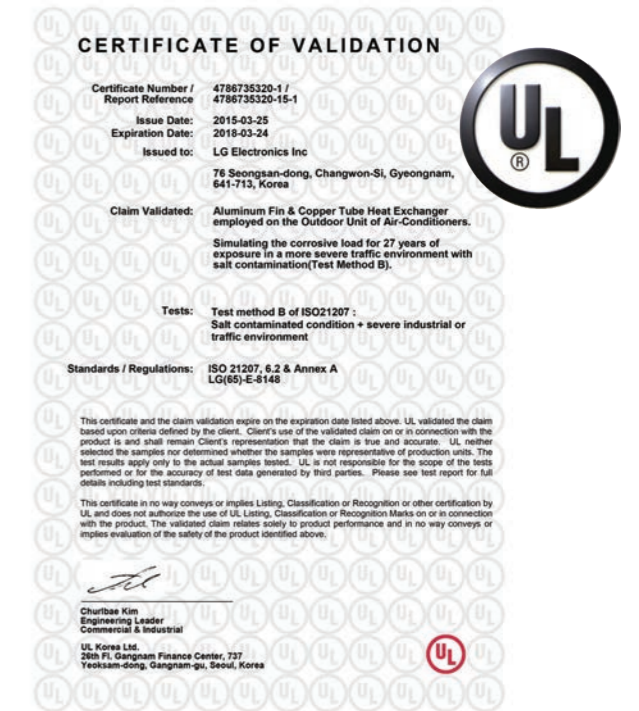 CERTIFICATE OF VALIDATION
Certificate Number / 4786735320-1 /
Report Reference 4786735320-15-1
Issue Date: 2015-03-25
Expiration Date: 2018-03-24
Issued to: LG Electronics Inc
76 Seongsan-dong, Changwon-Si, Gyeongnam,
641-713, Korea
Claim Validated: Aluminum Fin & Copper Tube Heat Exchanger
employed on the Outdoor Unit of Air-Conditioners.
Simulating the corrosive load for 27 years of
exposure in a more severe traffic environment with
salt contamination(Test Method B).
Tests: Test method B of ISO21207 :
Salt contaminated condition + severe industrial or
traffic environment
Standards / Regulations: ISO 21207, 6.2 & Annex A
LG(65)-E-8148
This certificate and the claim validation expire on the expiration date listed above. UL validated the claim
based upon criteria defined by the client. Client's use of the validated claim on or in connection with the
product is and shall remain Client's representation that the claim is true and accurate. UL neither
selected the samples nor determined whether the samples were representative of production units. The
test results apply only to the actual samples tested. UL is not responsible for the scope of the tests
performed or for the accuracy of test data generated by third parties. Please see test report for full
details including test standards.
This certificate in no way conveys or implies Listing, Classification or Recognition or other certification by
UL and does not authorize the use of UL Listing, Classification or Recognition Marks on or in connection
with the product. The validated claim relates solely to product performance and in no way conveys or
implies evaluation of the safety of the product identified above.
Churlbae Kim
Engineering Leader
Commercial & Industrial
UL Korea Ltd.
26th Fl. Gangnam Finance Center, 737
Yeoksam-dong, Gangnam-gu, Seoul, Korea
UL
UL
®